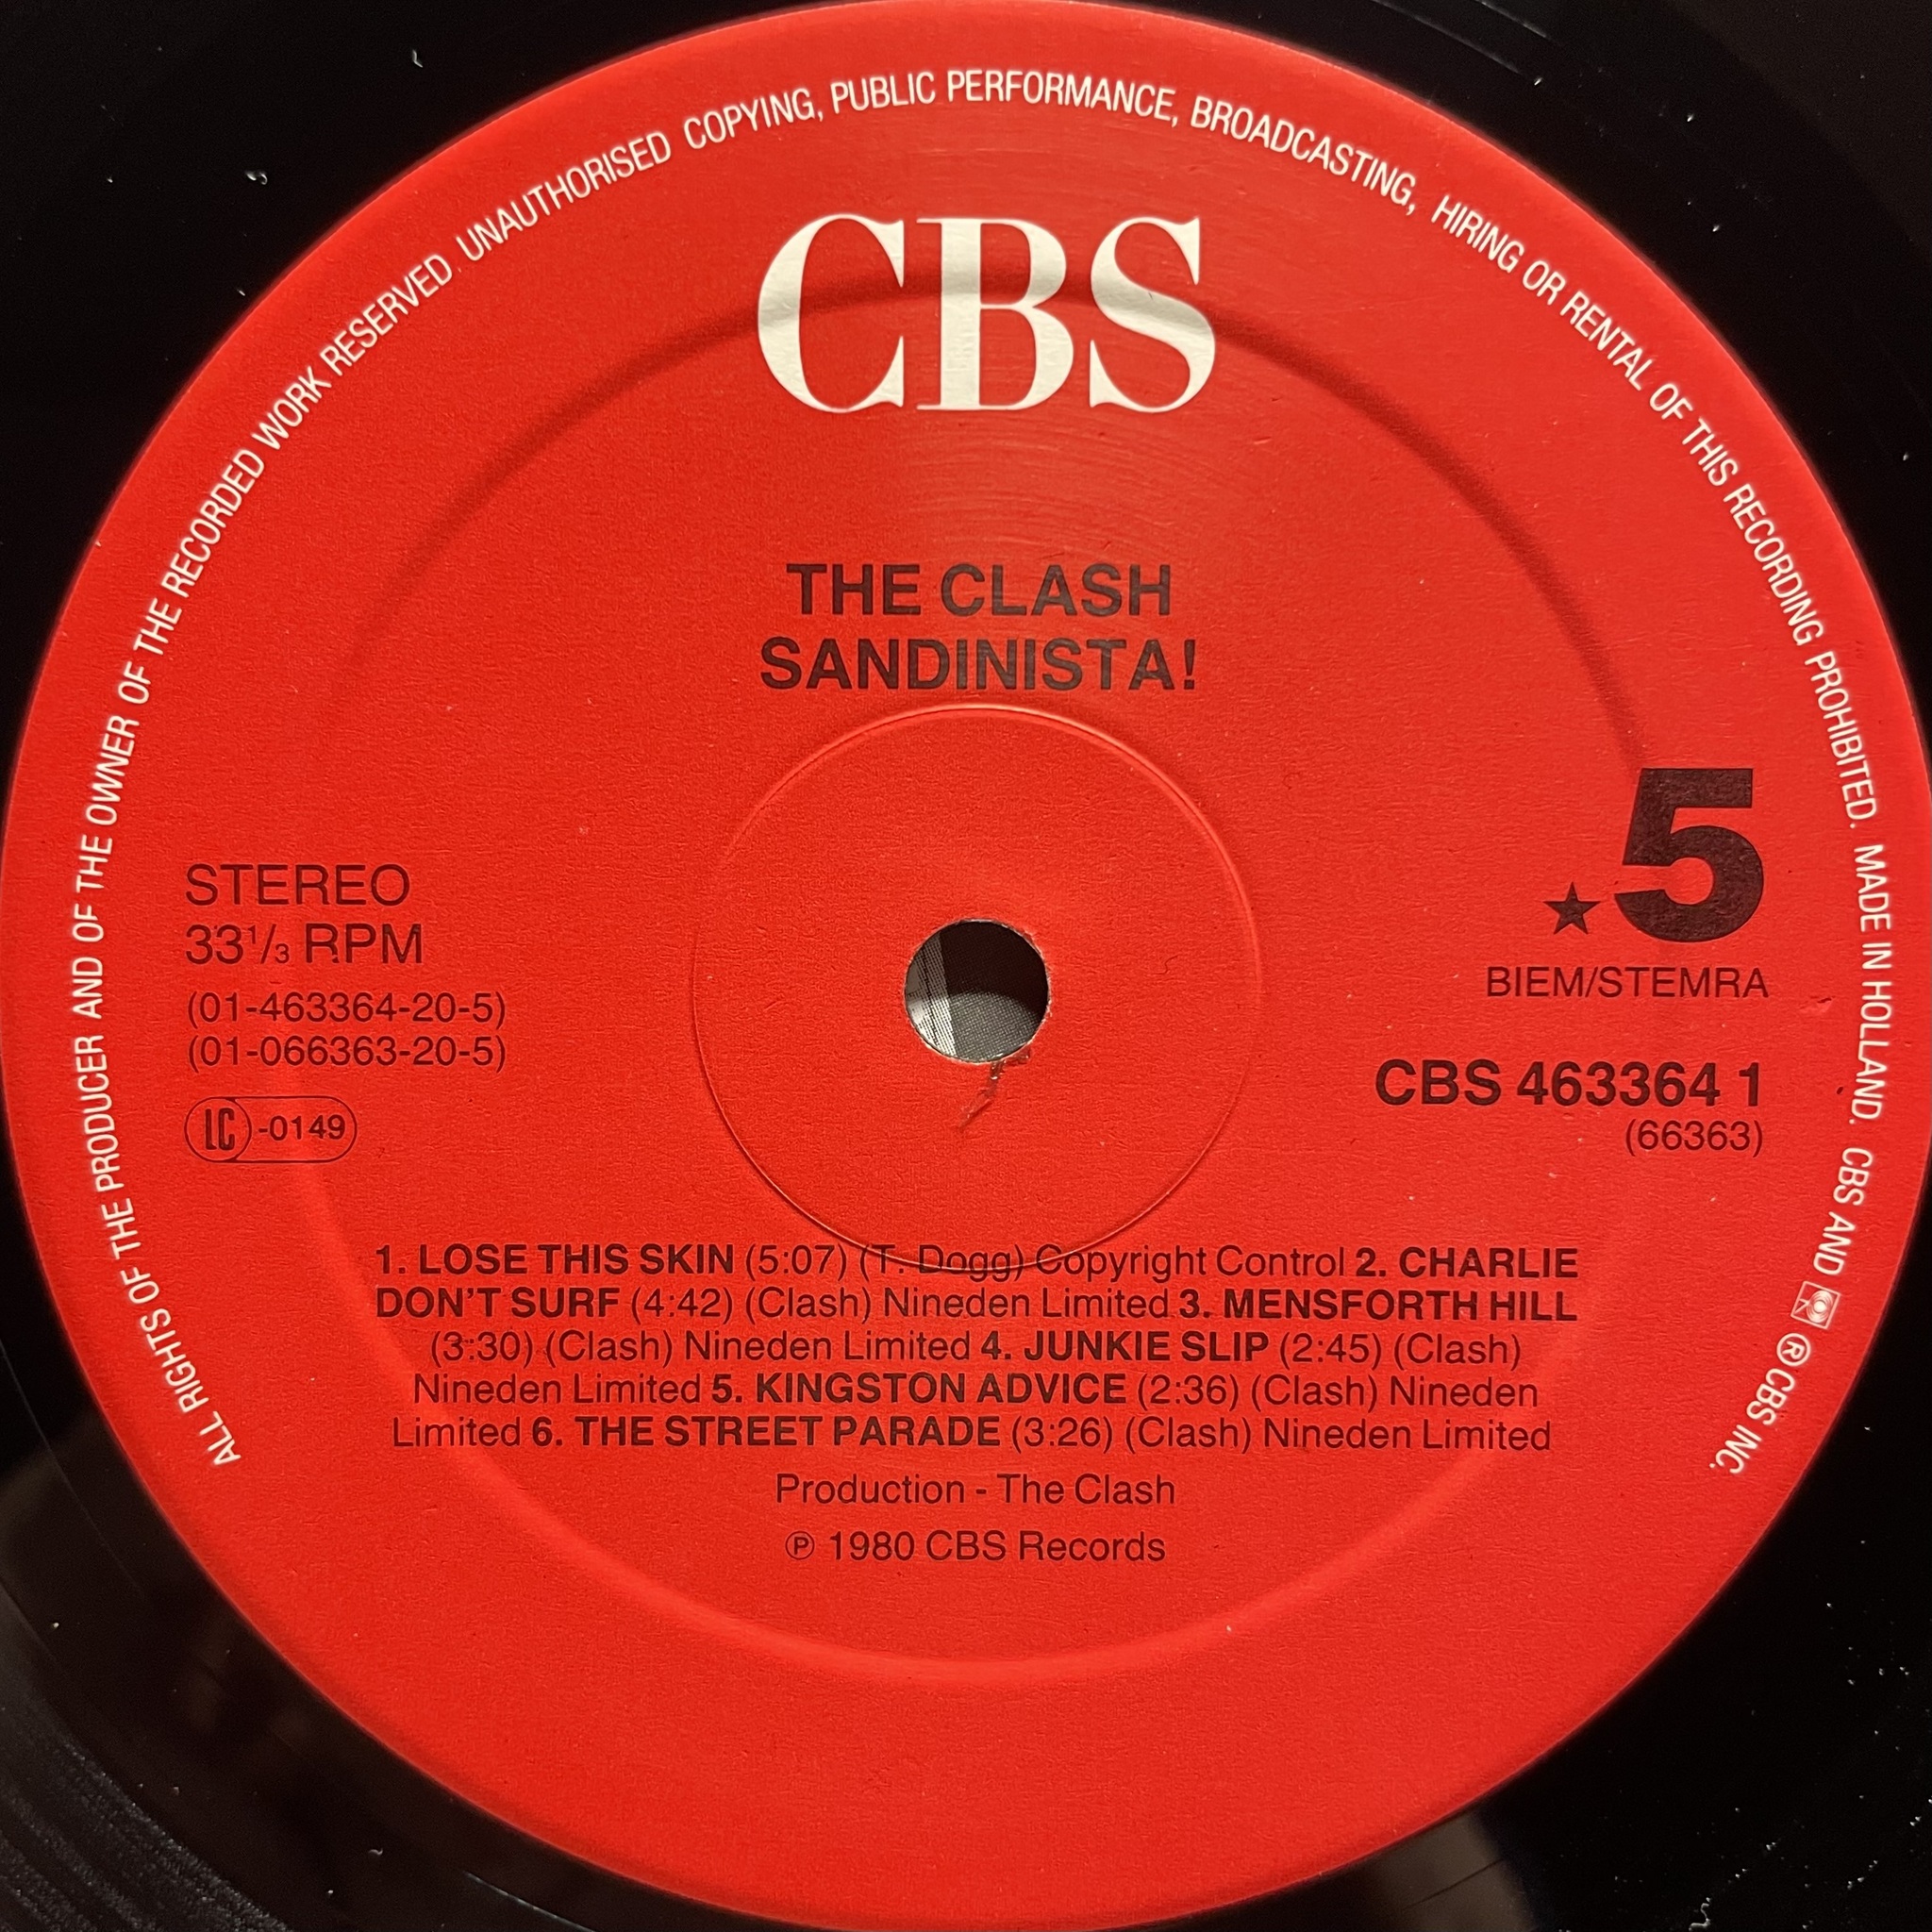 ALL RIGHTS OF THE PRODUCER AND OF THE OWNER OF THE RECORDED WORK RESERVED. UNAUTHORISED COPYING, PUBLIC PERFORMANCE, BROADCASTING, HIRING OR RENTAL OF THIS RECORDING PROHIBITED. MADE IN HOLLAND. CBS AND ® CBS INC.
CBS
THE CLASH
SANDINISTA!
STEREO
33 1/3 RPM
(01-463364-20-5)
(01-066363-20-5)
LC-0149
★5
BIEM/STEMRA
CBS 463364 1
(66363)
1. LOSE THIS SKIN (5:07) (T. Dogg) Copyright Control 2. CHARLIE
DON'T SURF (4:42) (Clash) Nineden Limited 3. MENSFORTH HILL
(3:30) (Clash) Nineden Limited 4. JUNKIE SLIP (2:45) (Clash)
Nineden Limited 5. KINGSTON ADVICE (2:36) (Clash) Nineden
Limited 6. THE STREET PARADE (3:26) (Clash) Nineden Limited
Production - The Clash
℗ 1980 CBS Records